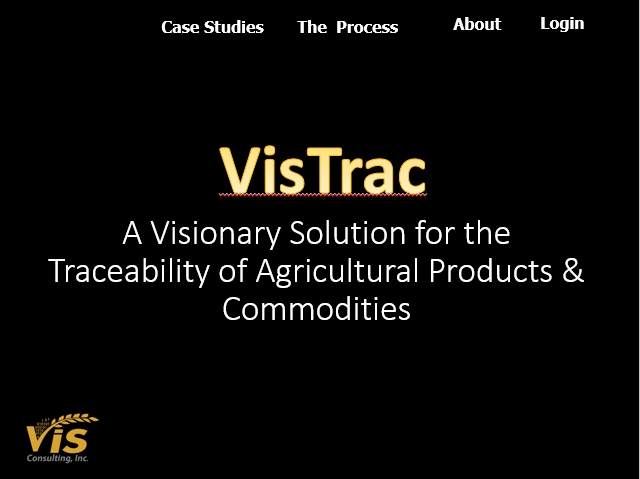 Case Studies The Process About Login
VisTrac
A Visionary Solution for the
Traceability of Agricultural Products &
Commodities
ViS
Consulting, Inc.